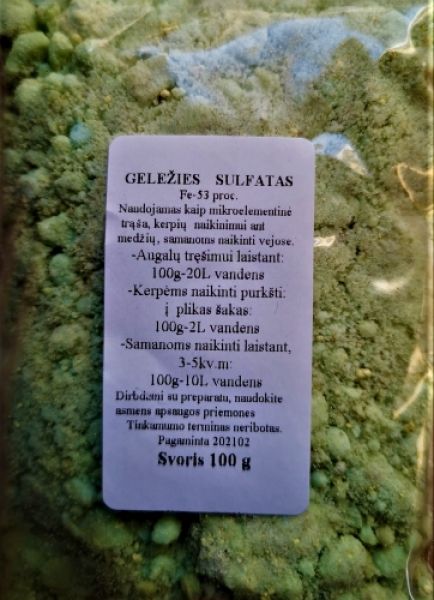 GELEŽIES SULFATAS
Fe-53 proc.
Naudojamas kaip mikroelementinė
trąša, kerpių naikinimui ant
medžių, samanoms naikinti vejose.
-Augalų tręšimui laistant:
100g-20L vandens
-Kerpėms naikinti purkšti:
į plikas šakas:
100g-2L vandens
-Samanoms naikinti laistant,
3-5kv.m:
100g-10L vandens
Dirbdami su preparatu, naudokite
asmens apsaugos priemones
Tinkamumo terminas neribotas.
Pagaminta 202102
Svoris 100 g